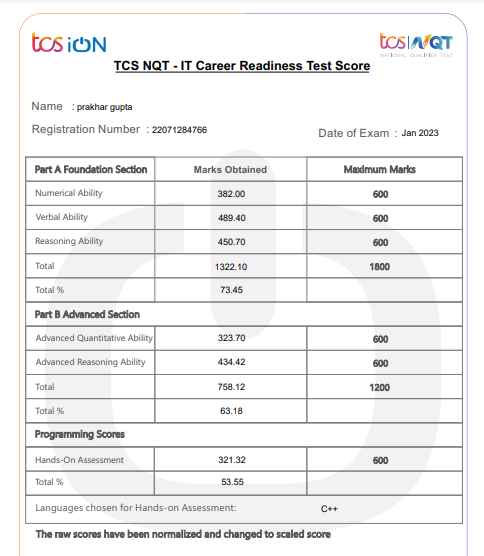 tcs iON
tcs NQT
NATIONAL QUALIFIER TEST
TCS NQT - IT Career Readiness Test Score
Name : prakhar gupta
Registration Number : 22071284766
Date of Exam : Jan 2023
Part A Foundation Section Marks Obtained Maximum Marks
Numerical Ability 382.00 600
Verbal Ability 489.40 600
Reasoning Ability 450.70 600
Total 1322.10 1800
Total % 73.45
Part B Advanced Section
Advanced Quantitative Ability 323.70 600
Advanced Reasoning Ability 434.42 600
Total 758.12 1200
Total % 63.18
Programming Scores
Hands-On Assessment 321.32 600
Total % 53.55
Languages chosen for Hands-on Assessment: C++
The raw scores have been normalized and changed to scaled score